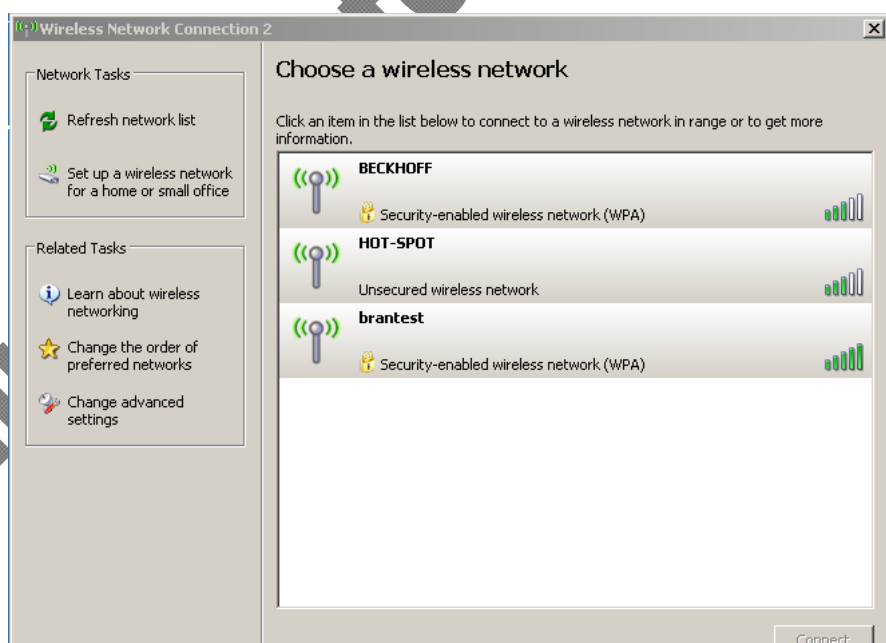 Wireless Network Connection 2
Network Tasks
Refresh network list
Set up a wireless network
for a home or small office
Related Tasks
Learn about wireless
networking
Change the order of
preferred networks
Change advanced
settings
Choose a wireless network
Click an item in the list below to connect to a wireless network in range or to get more
information.
BECKHOFF
Security-enabled wireless network (WPA)
HOT-SPOT
Unsecured wireless network
brantest
Security-enabled wireless network (WPA)
Connect